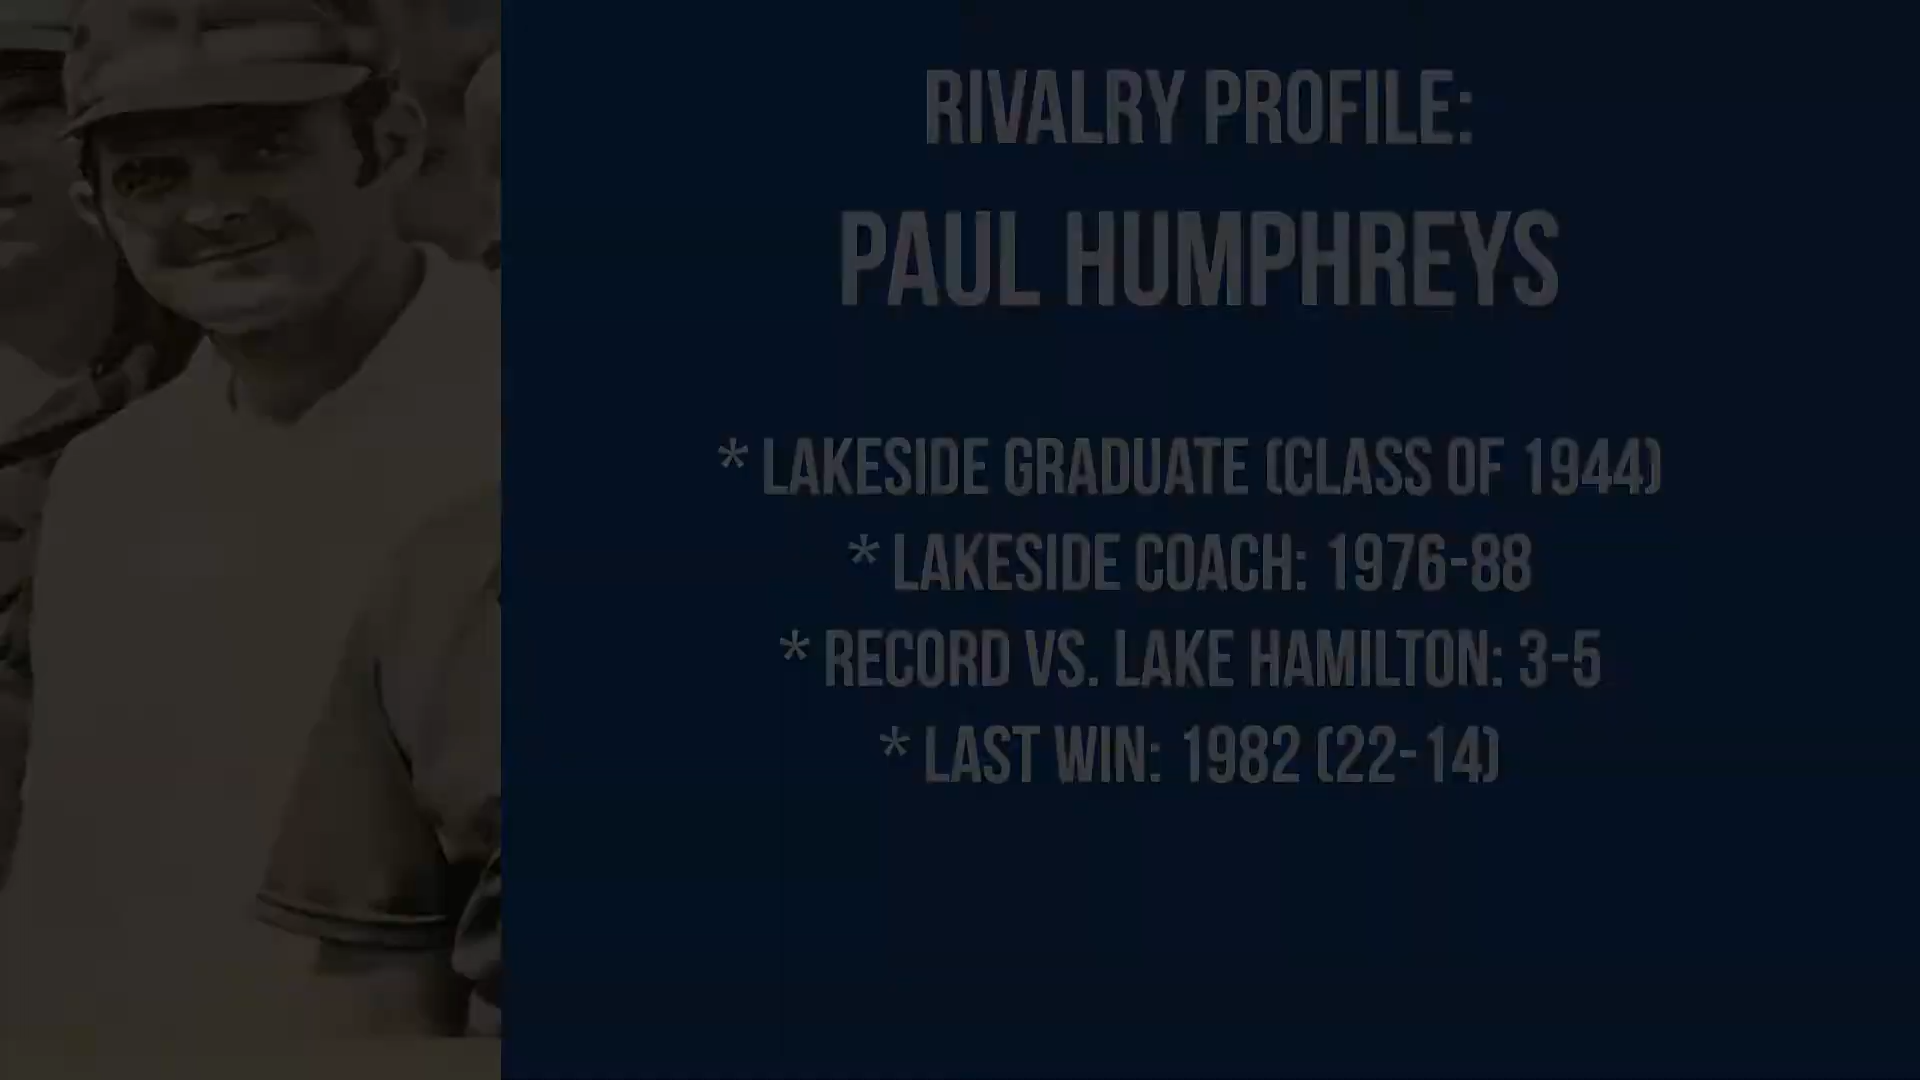 RIVALRY PROFILE:
PAUL HUMPHREYS
* LAKESIDE GRADUATE (CLASS OF 1944)
* LAKESIDE COACH: 1976-88
* RECORD VS. LAKE HAMILTON: 3-5
* LAST WIN: 1982 (22-14)